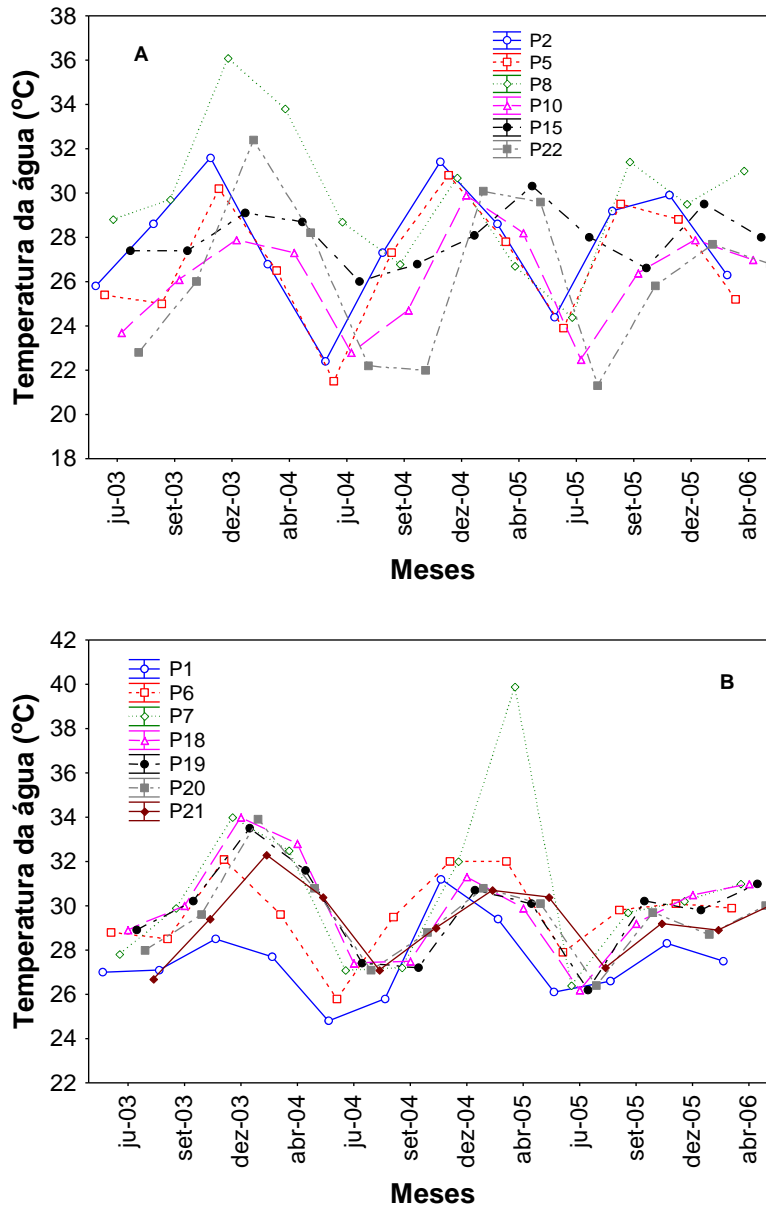 A
P2
P5
P8
P10
P15
P22
Temperatura da água (ºC)
38
36
34
32
30
28
26
24
22
20
18
ju-03
set-03
dez-03
abr-04
ju-04
set-04
dez-04
abr-05
ju-05
set-05
dez-05
abr-06
Meses
B
P1
P6
P7
P18
P19
P20
P21
Temperatura da água (ºC)
42
40
38
36
34
32
30
28
26
24
22
ju-03
set-03
dez-03
abr-04
ju-04
set-04
dez-04
abr-05
ju-05
set-05
dez-05
abr-06
Meses